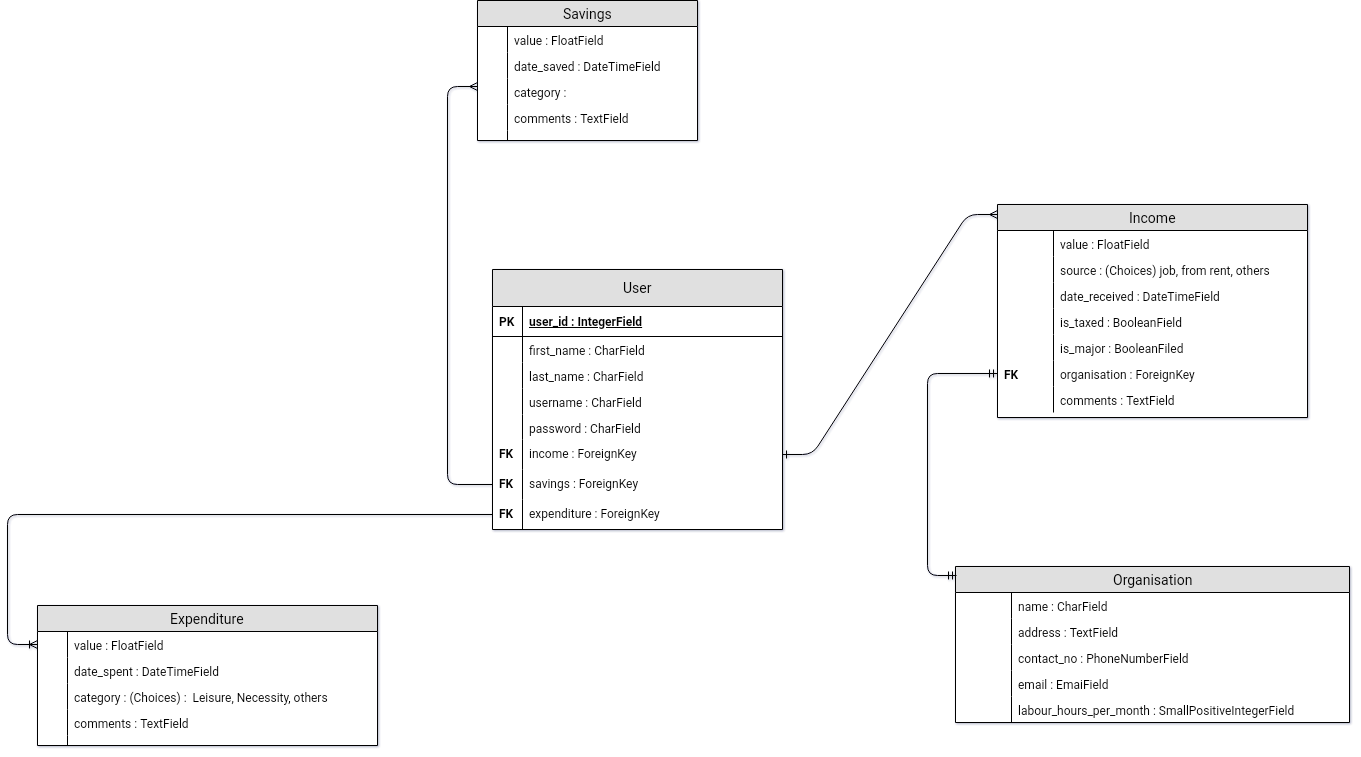 Savings
value : FloatField
date_saved : DateTimeField
category :
comments : TextField
Income
value : FloatField
source : (Choices) job, from rent, others
date_received : DateTimeField
is_taxed : BooleanField
is_major : BooleanFiled
FK organisation : ForeignKey
comments : TextField
User
PK user_id : IntegerField
first_name : CharField
last_name : CharField
username : CharField
password : CharField
FK income : ForeignKey
FK savings : ForeignKey
FK expenditure : ForeignKey
Organisation
name : CharField
address : TextField
contact_no : PhoneNumberField
email : EmaiField
labour_hours_per_month : SmallPositiveIntegerField
Expenditure
value : FloatField
date_spent : DateTimeField
category : (Choices) : Leisure, Necessity, others
comments : TextField